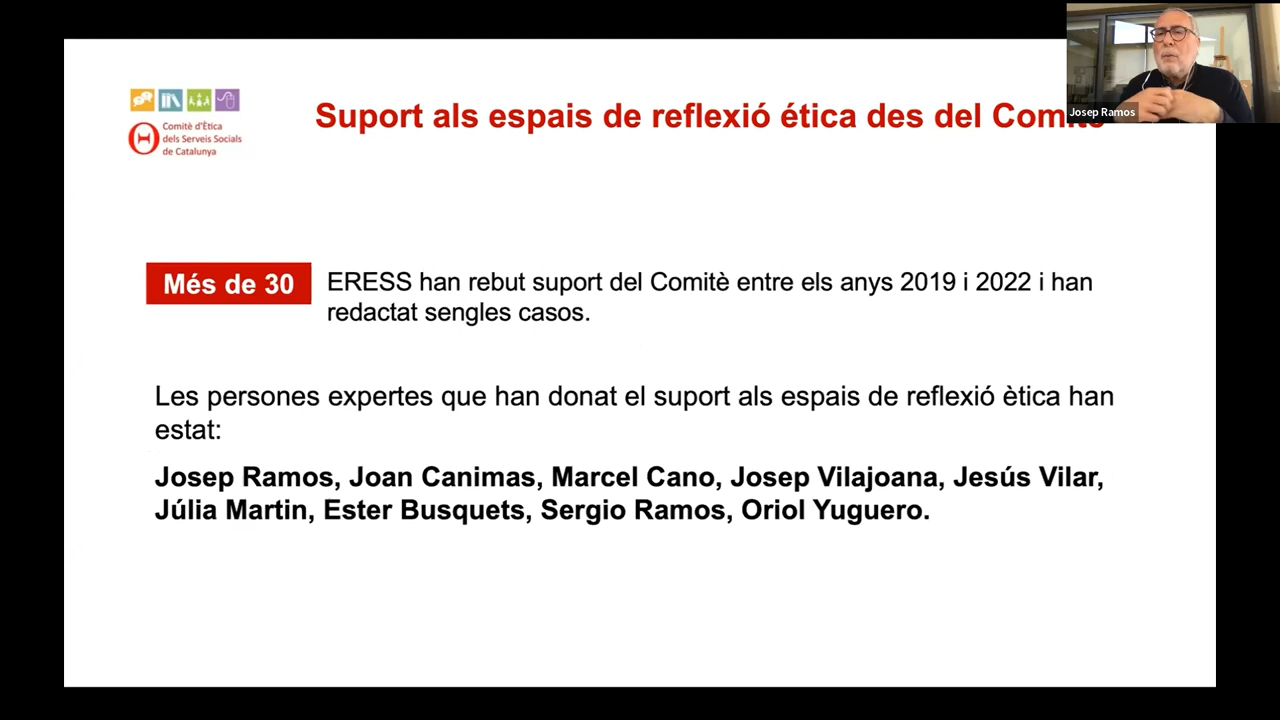 Comitè d'Ètica
dels Serveis Socials
de Catalunya
Suport als espais de reflexió ética des del Comitè
Josep Ramos
Més de 30
ERESS han rebut suport del Comitè entre els anys 2019 i 2022 i han
redactat sengles casos.
Les persones expertes que han donat el suport als espais de reflexió ètica han
estat:
Josep Ramos, Joan Canimas, Marcel Cano, Josep Vilajoana, Jesús Vilar,
Júlia Martin, Ester Busquets, Sergio Ramos, Oriol Yuguero.